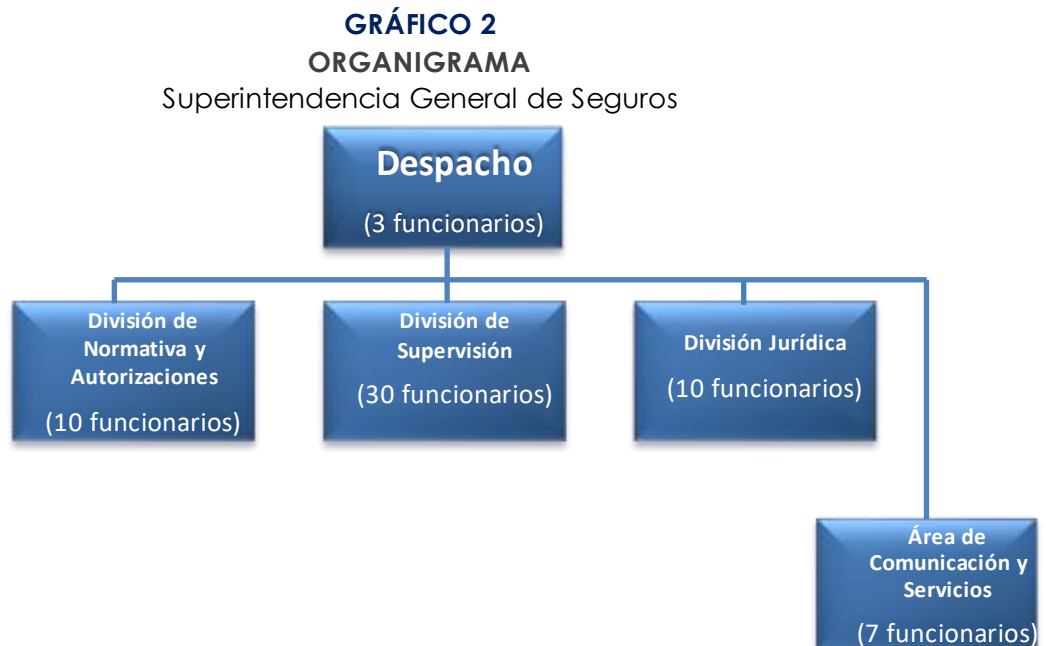 GRÁFICO 2
ORGANIGRAMA
Superintendencia General de Seguros
Despacho
(3 funcionarios)
División de
Normativa y
Autorizaciones
(10 funcionarios)
División de
Supervisión
(30 funcionarios)
División Jurídica
(10 funcionarios)
Área de
Comunicación y
Servicios
(7 funcionarios)